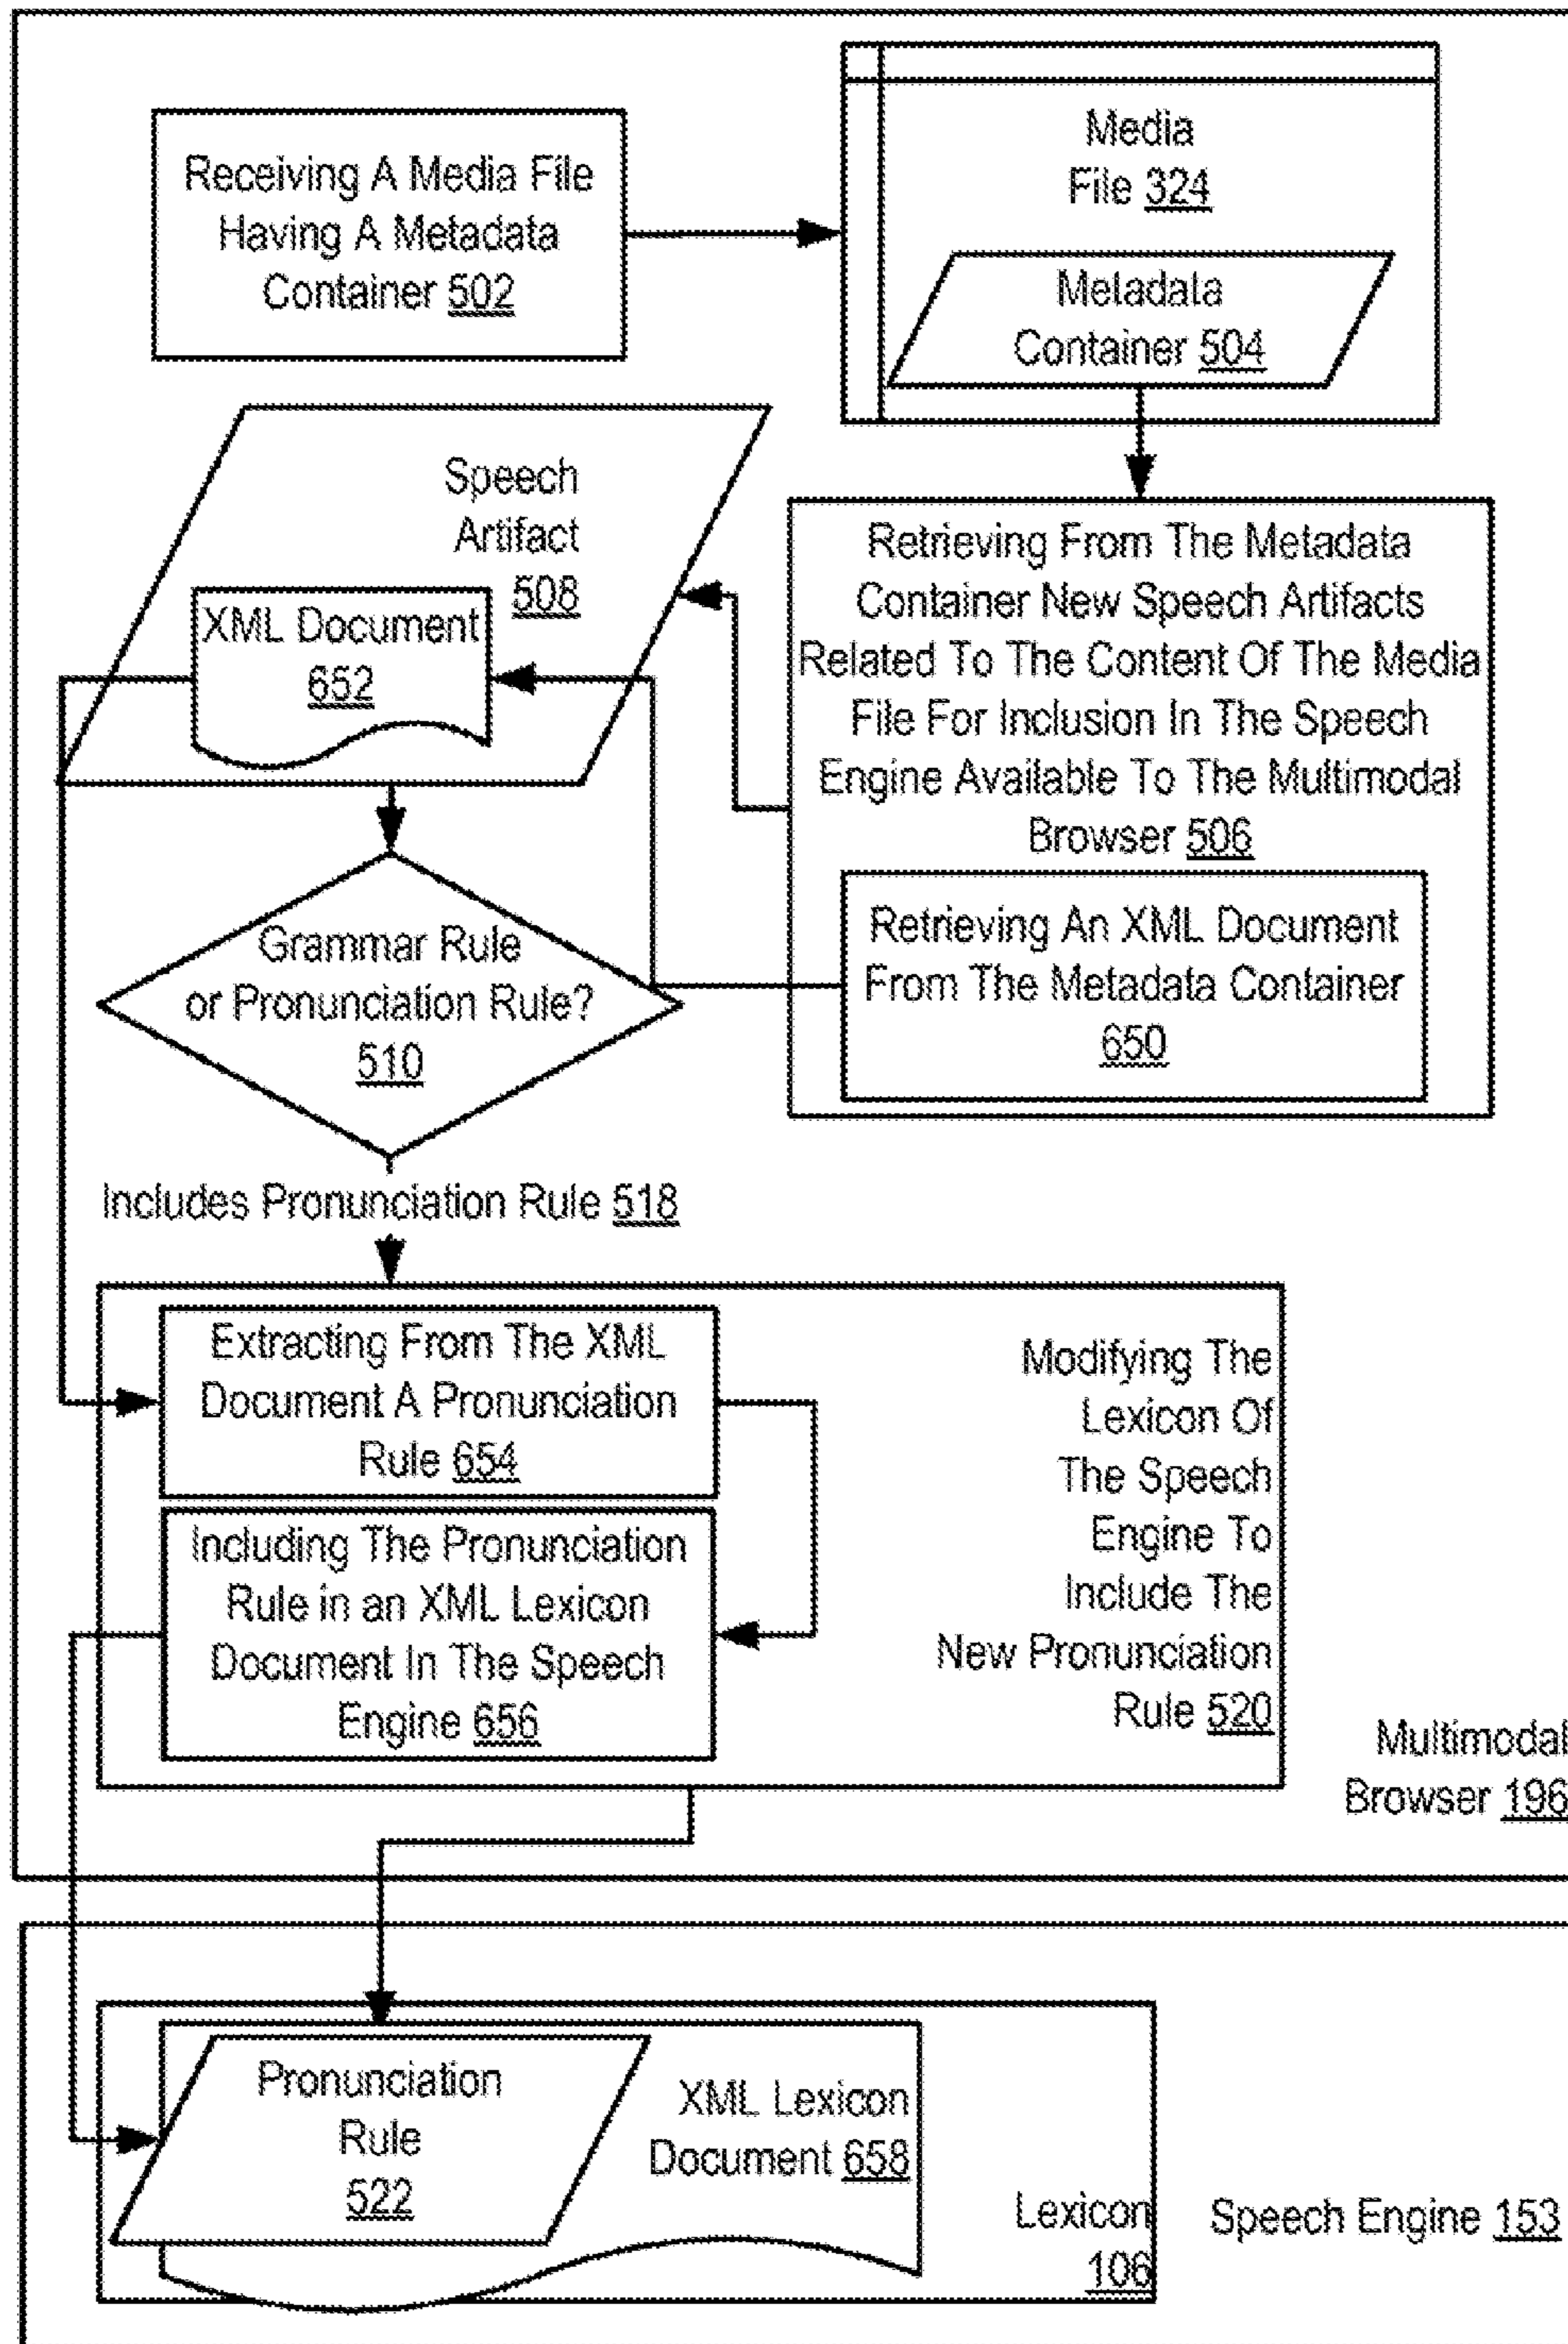 Receiving A Media File
Having A Metadata
Container 502
Media
File 324
Metadata
Container 504
Speech
Artifact
508
XML Document
652
Retrieving From The Metadata
Container New Speech Artifacts
Related To The Content Of The Media
File For Inclusion In The Speech
Engine Available To The Multimodal
Browser 506
Retrieving An XML Document
From The Metadata Container
650
Grammar Rule
or Pronunciation Rule?
510
Includes Pronunciation Rule 518
Extracting From The XML
Document A Pronunciation
Rule 654
Including The Pronunciation
Rule in an XML Lexicon
Document In The Speech
Engine 656
Modifying The
Lexicon Of
The Speech
Engine To
Include The
New Pronunciation
Rule 520
Multimodal
Browser 196
Pronunciation
Rule
522
XML Lexicon
Document 658
Lexicon
106
Speech Engine 153